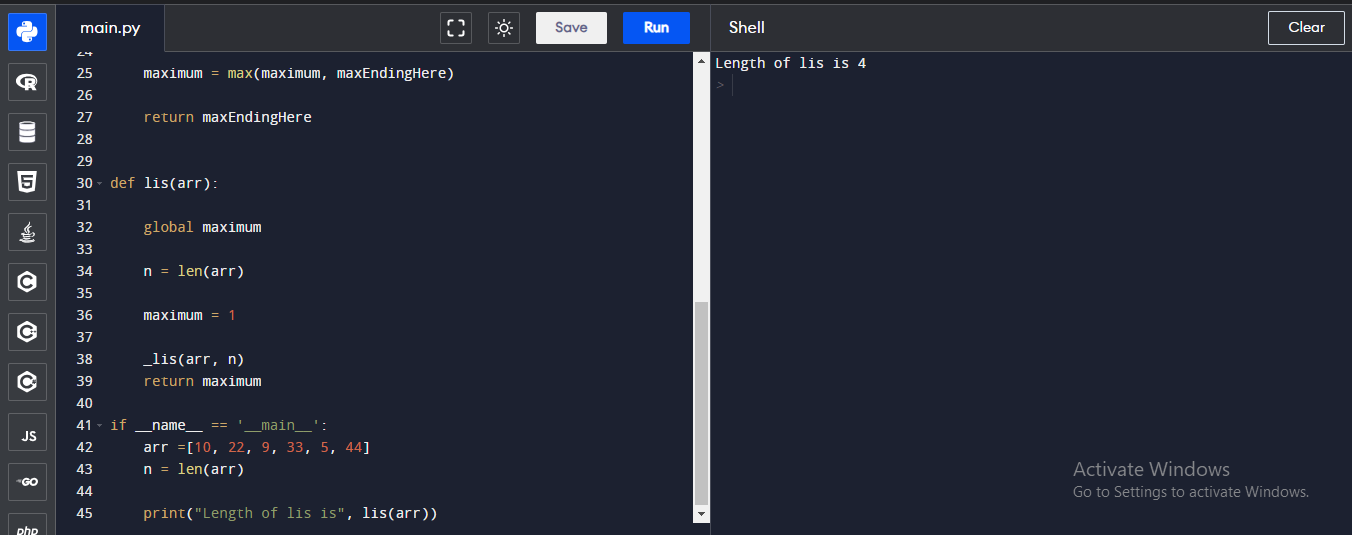 main.py
Save
Run
Shell
Clear
24
25 maximum = max(maximum, maxEndingHere)
26
27 return maxEndingHere
28
29
30 def lis(arr):
31
32 global maximum
33
34 n = len(arr)
35
36 maximum = 1
37
38 _lis(arr, n)
39 return maximum
40
41 if __name__ == '__main__':
42 arr =[10, 22, 9, 33, 5, 44]
43 n = len(arr)
44
45 print("Length of lis is", lis(arr))
Length of lis is 4
>
R
5
C
C
C
JS
GO
php
Activate Windows
Go to Settings to activate Windows.